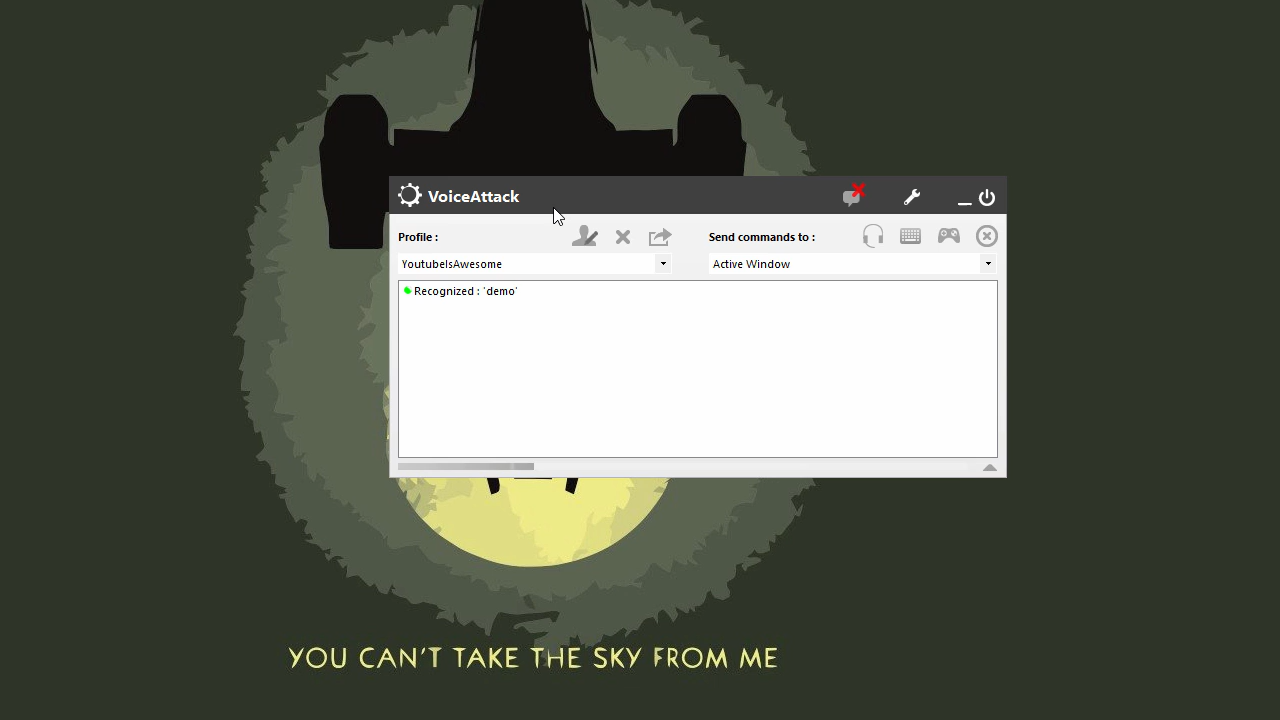 VoiceAttack
Profile :
Send commands to :
YoutubeIsAwesome
Active Window
Recognized : 'demo'
YOU CAN'T TAKE THE SKY FROM ME